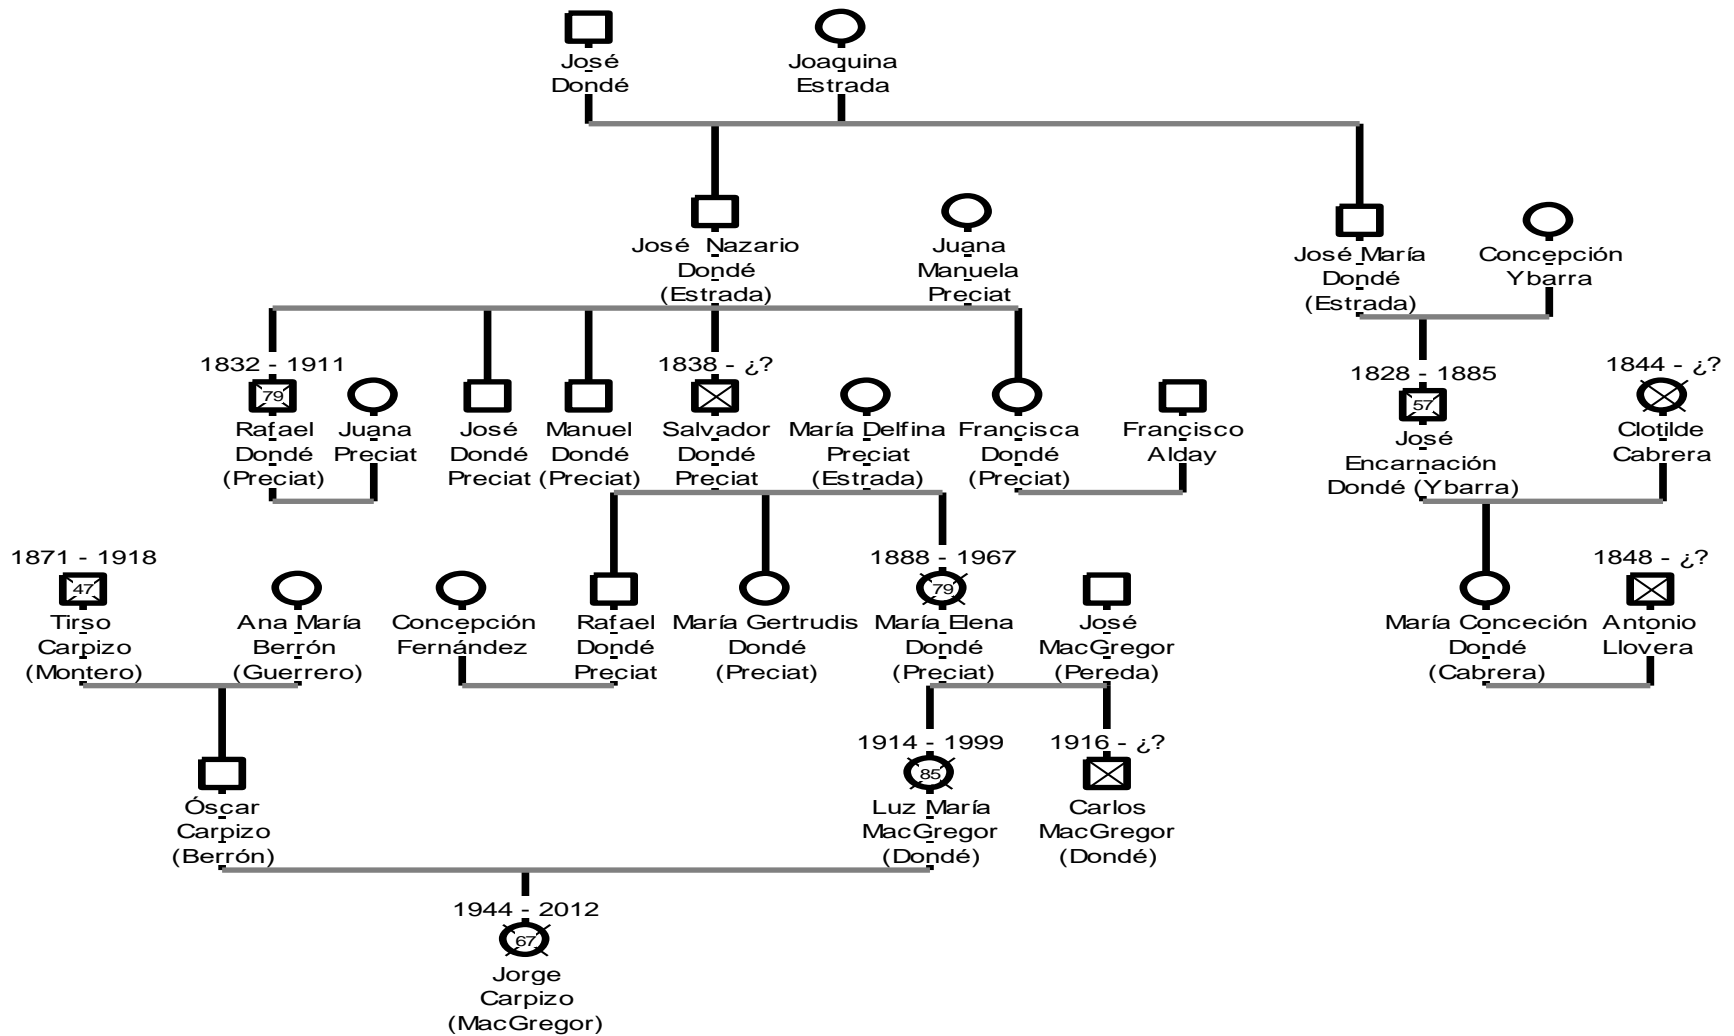 José
Dondé
Joaquina
Estrada
José Nazario
Dondé
(Estrada)
Juana
Manuela
Preciat
José María
Dondé
(Estrada)
Concepción
Ybarra
1832 - 1911
79
Rafael
Dondé
(Preciat)
Juana
Preciat
José
Dondé
Preciat
Manuel
Dondé
(Preciat)
1838 - ¿?
Salvador
Dondé
Preciat
María Delfina
Preciat
(Estrada)
Francisca
Dondé
(Preciat)
Francisco
Alday
1828 - 1885
57
José
Encarnación
Dondé (Ybarra)
1844 - ¿?
Clotilde
Cabrera
1871 - 1918
47
Tirso
Carpizo
(Montero)
Ana María
Berrón
(Guerrero)
Concepción
Fernández
Rafael
Dondé
Preciat
María Gertrudis
Dondé
(Preciat)
1888 - 1967
79
María Elena
Dondé
(Preciat)
José
MacGregor
(Pereda)
María Conceción
Dondé
(Cabrera)
1848 - ¿?
Antonio
Llovera
Óscar
Carpizo
(Berrón)
1914 - 1999
85
Luz María
MacGregor
(Dondé)
1916 - ¿?
Carlos
MacGregor
(Dondé)
1944 - 2012
67
Jorge
Carpizo
(MacGregor)